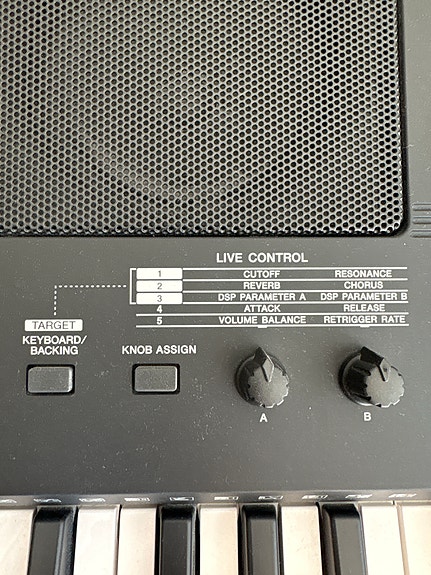 LIVE CONTROL
1 CUTOFF RESONANCE
2 REVERB CHORUS
3 DSP PARAMETER A DSP PARAMETER B
4 ATTACK RELEASE
5 VOLUME BALANCE RETRIGGER RATE
TARGET
KEYBOARD/
BACKING
KNOB ASSIGN
A B